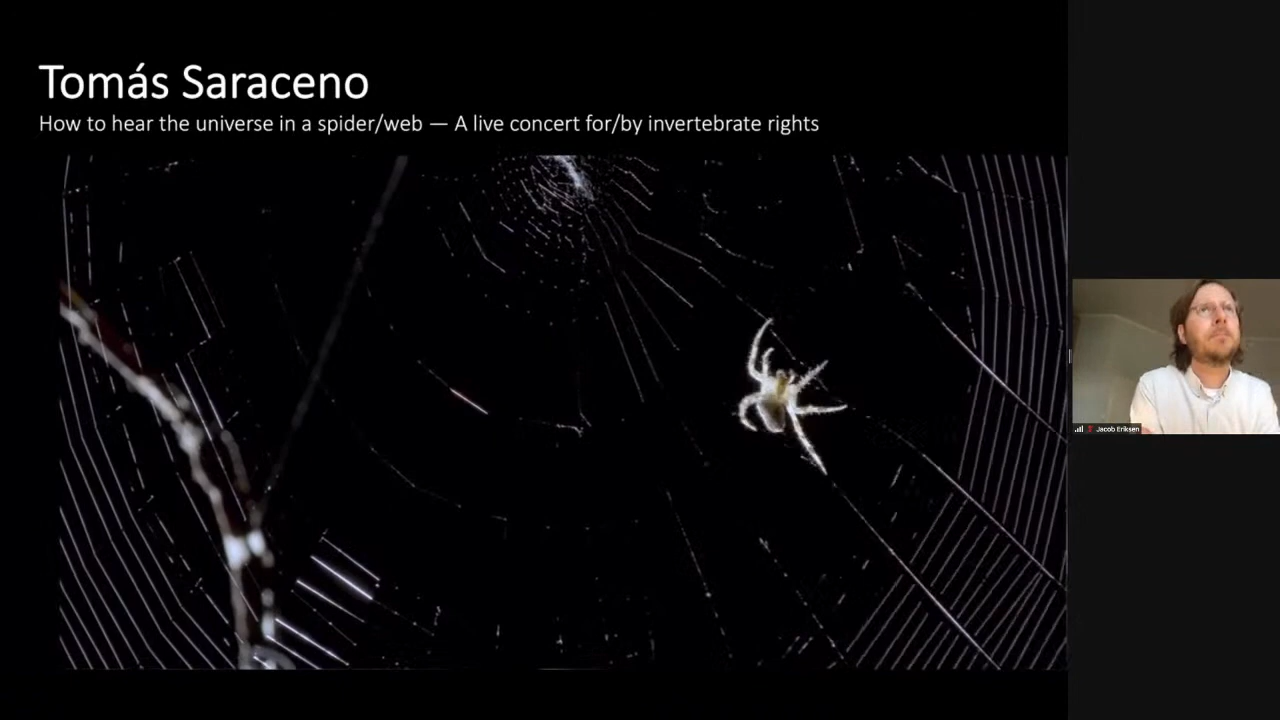 Tomás Saraceno
How to hear the universe in a spider/web — A live concert for/by invertebrate rights
Jacob Eriksen